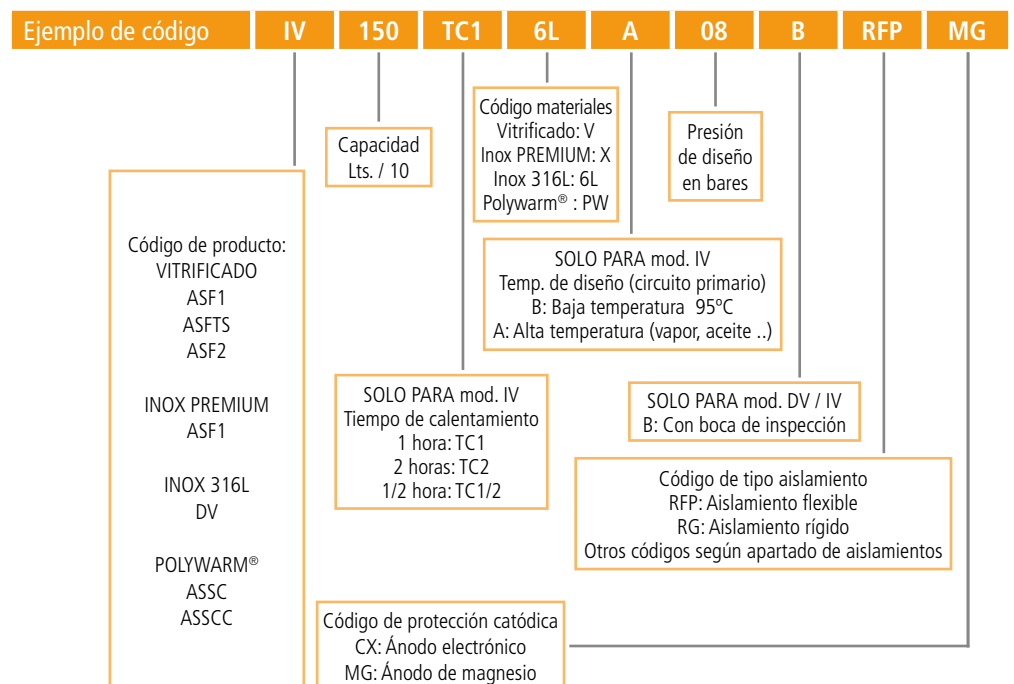 Ejemplo de código IV 150 TC1 6L A 08 B RFP MG
Código materiales
Vitrificado: V
Inox PREMIUM: X
Inox 316L: 6L
Polywarm® : PW
Capacidad
Lts. / 10
Presión
de diseño
en bares
Código de producto:
VITRIFICADO
ASF1
ASFTS
ASF2
INOX PREMIUM
ASF1
INOX 316L
DV
POLYWARM®
ASSC
ASSCC
SOLO PARA mod. IV
Temp. de diseño (circuito primario)
B: Baja temperatura 95ºC
A: Alta temperatura (vapor, aceite ..)
SOLO PARA mod. IV
Tiempo de calentamiento
1 hora: TC1
2 horas: TC2
1/2 hora: TC1/2
SOLO PARA mod. DV / IV
B: Con boca de inspección
Código de tipo aislamiento
RFP: Aislamiento flexible
RG: Aislamiento rígido
Otros códigos según apartado de aislamientos
Código de protección catódica
CX: Ánodo electrónico
MG: Ánodo de magnesio